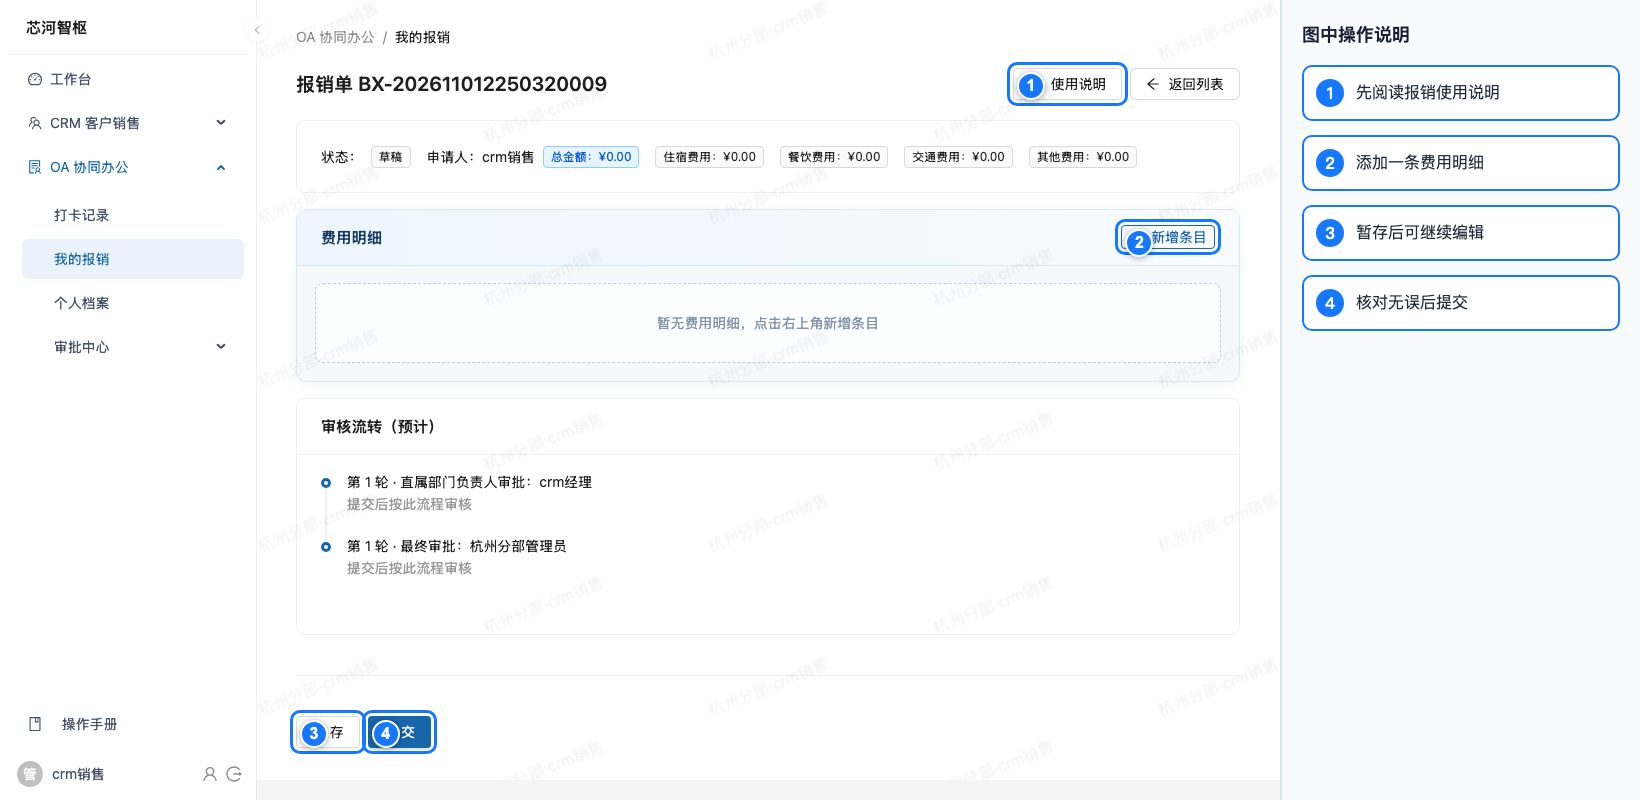 芯河智枢
工作台
CRM 客户销售
OA 协同办公
打卡记录
我的报销
个人档案
审批中心
操作手册
管 crm销售
OA 协同办公 / 我的报销
报销单 BX-202611012250320009
1 使用说明
返回列表
状态： 草稿 申请人：crm销售 总金额：¥0.00 住宿费用：¥0.00 餐饮费用：¥0.00 交通费用：¥0.00 其他费用：¥0.00
费用明细
2 新增条目
暂无费用明细，点击右上角新增条目
审核流转（预计）
第 1 轮 · 直属部门负责人审批：crm经理
提交后按此流程审核
第 1 轮 · 最终审批：杭州分部管理员
提交后按此流程审核
3 存
4 交
杭州分部-crm销售
图中操作说明
1 先阅读报销使用说明
2 添加一条费用明细
3 暂存后可继续编辑
4 核对无误后提交